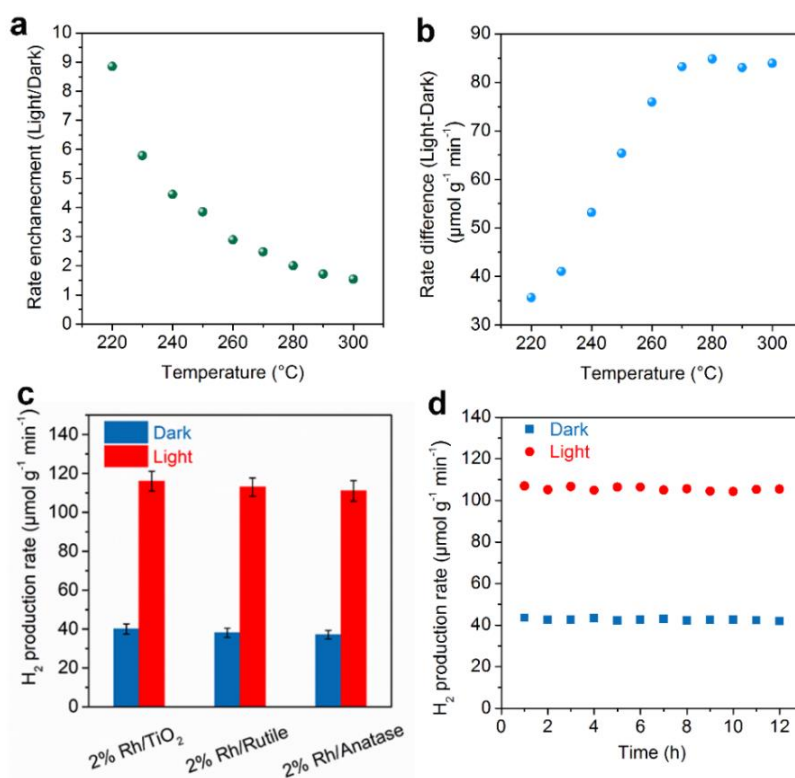 a
Rate enchanecment (Light/Dark)
10
9
8
7
6
5
4
3
2
1
0
220 240 260 280 300
Temperature (°C)
b
Rate difference (Light-Dark)
(µmol g⁻¹ min⁻¹)
90
80
70
60
50
40
30
220 240 260 280 300
Temperature (°C)
c
H₂ production rate (µmol g⁻¹ min⁻¹)
140
120
100
80
60
40
20
0
Dark
Light
2% Rh/TiO₂
2% Rh/Rutile
2% Rh/Anatase
d
H₂ production rate (µmol g⁻¹ min⁻¹)
140
120
100
80
60
40
20
0
Dark
Light
0 2 4 6 8 10 12
Time (h)